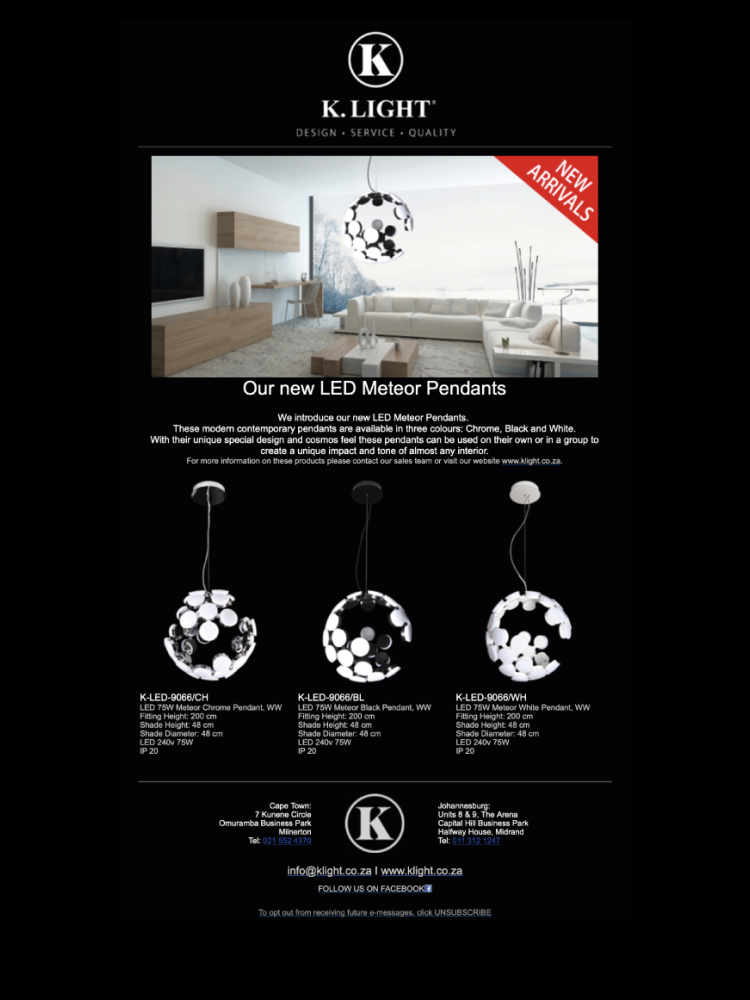 K
K. LIGHT®
DESIGN • SERVICE • QUALITY
NEW
ARRIVALS
Our new LED Meteor Pendants
We introduce our new LED Meteor Pendants.
These modern contemporary pendants are available in three colours: Chrome, Black and White.
With their unique special design and cosmos feel these pendants can be used on their own or in a group to
create a unique impact and tone of almost any interior.
For more information on these products please contact our sales team or visit our website www.klight.co.za.
K-LED-9066/CH
LED 75W Meteor Chrome Pendant, WW
Fitting Height: 200 cm
Shade Height: 48 cm
Shade Diameter: 48 cm
LED 240v 75W
IP 20
K-LED-9066/BL
LED 75W Meteor Black Pendant, WW
Fitting Height: 200 cm
Shade Height: 48 cm
Shade Diameter: 48 cm
LED 240v 75W
IP 20
K-LED-9066/WH
LED 75W Meteor White Pendant, WW
Fitting Height: 200 cm
Shade Height: 48 cm
Shade Diameter: 48 cm
LED 240v 75W
IP 20
Cape Town:
7 Kunene Circle
Omuramba Business Park
Milnerton
Tel: 021 552 4370
K
Johannesburg:
Units 8 & 9, The Arena
Capital Hill Business Park
Halfway House, Midrand
Tel: 011 312 1247
info@klight.co.za I www.klight.co.za
FOLLOW US ON FACEBOOK
To opt out from receiving future e-messages, click UNSUBSCRIBE